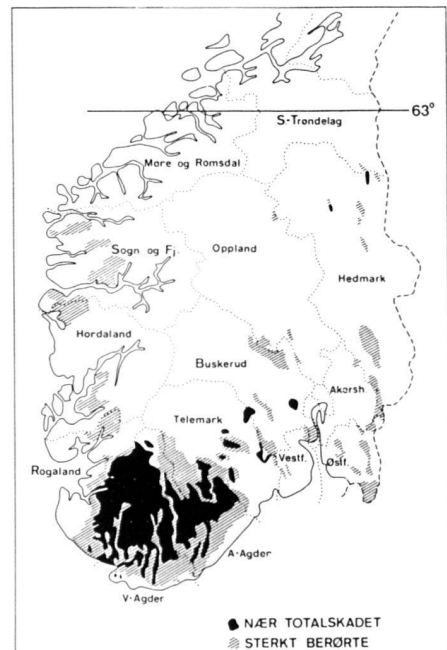 63°
S-Trøndelag
Møre og Romsdal
Sogn og Fj.
Oppland
Hedmark
Hordaland
Buskerud
Akersh.
Telemark
Rogaland
Vestf.
Østf.
A-Agder
V-Agder
NÆR TOTALSKADET
STERKT BERØRTE